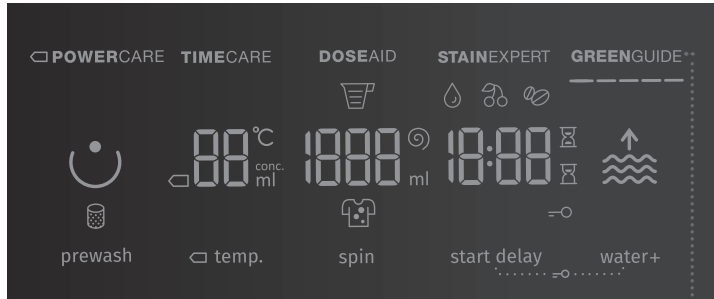 POWERCARE TIMECARE DOSEAID STAINEXPERT GREENGUIDE
88 °C 1888 18:88
conc.
ml ml
prewash temp. spin start delay water+